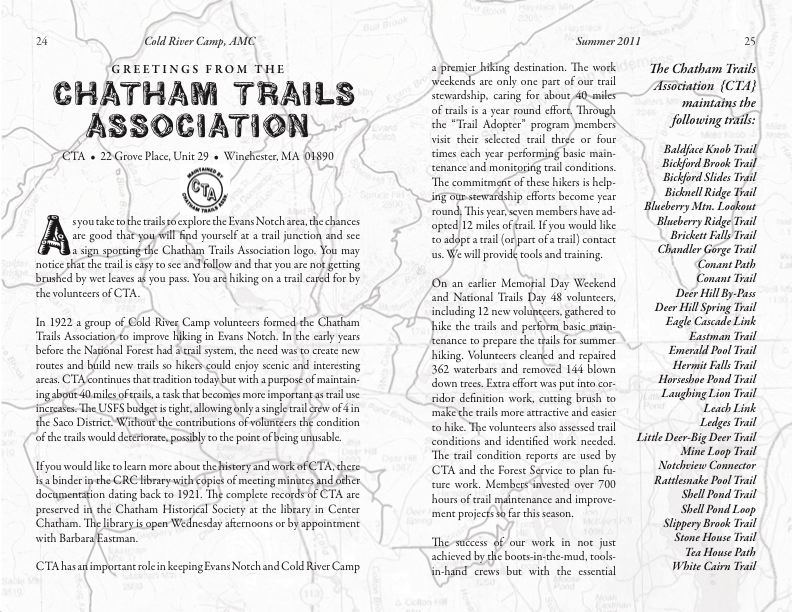 24
Cold River Camp, AMC
GREETINGS FROM THE
CHATHAM TRAILS
ASSOCIATION
CTA • 22 Grove Place, Unit 29 • Winchester, MA 01890
MAINTAINED BY
CTA
CHATHAM TRAILS ASSN.
As you take to the trails to explore the Evans Notch area, the chances
are good that you will find yourself at a trail junction and see
a sign sporting the Chatham Trails Association logo. You may
notice that the trail is easy to see and follow and that you are not getting
brushed by wet leaves as you pass. You are hiking on a trail cared for by
the volunteers of CTA.
In 1922 a group of Cold River Camp volunteers formed the Chatham
Trails Association to improve hiking in Evans Notch. In the early years
before the National Forest had a trail system, the need was to create new
routes and build new trails so hikers could enjoy scenic and interesting
areas. CTA continues that tradition today but with a purpose of maintain-
ing about 40 miles of trails, a task that becomes more important as trail use
increases. The USFS budget is tight, allowing only a single trail crew of 4 in
the Saco District. Without the contributions of volunteers the condition
of the trails would deteriorate, possibly to the point of being unusable.
If you would like to learn more about the history and work of CTA, there
is a binder in the CRC library with copies of meeting minutes and other
documentation dating back to 1921. The complete records of CTA are
preserved in the Chatham Historical Society at the library in Center
Chatham. The library is open Wednesday afternoons or by appointment
with Barbara Eastman.
CTA has an important role in keeping Evans Notch and Cold River Camp
Summer 2011
25
a premier hiking destination. The work
weekends are only one part of our trail
stewardship, caring for about 40 miles
of trails is a year round effort. Through
the "Trail Adopter" program members
visit their selected trail three or four
times each year performing basic main-
tenance and monitoring trail conditions.
The commitment of these hikers is help-
ing our stewardship efforts become year
round. This year, seven members have ad-
opted 12 miles of trail. If you would like
to adopt a trail (or part of a trail) contact
us. We will provide tools and training.
On an earlier Memorial Day Weekend
and National Trails Day 48 volunteers,
including 12 new volunteers, gathered to
hike the trails and perform basic main-
tenance to prepare the trails for summer
hiking. Volunteers cleaned and repaired
362 waterbars and removed 144 blown
down trees. Extra effort was put into cor-
ridor definition work, cutting brush to
make the trails more attractive and easier
to hike. The volunteers also assessed trail
conditions and identified work needed.
The trail condition reports are used by
CTA and the Forest Service to plan fu-
ture work. Members invested over 700
hours of trail maintenance and improve-
ment projects so far this season.
The success of our work in not just
achieved by the boots-in-the-mud, tools-
in-hand crews but with the essential
The Chatham Trails
Association {CTA}
maintains the
following trails:
Baldface Knob Trail
Bickford Brook Trail
Bickford Slides Trail
Bicknell Ridge Trail
Blueberry Mtn. Lookout
Blueberry Ridge Trail
Brickett Falls Trail
Chandler Gorge Trail
Conant Path
Conant Trail
Deer Hill By-Pass
Deer Hill Spring Trail
Eagle Cascade Link
Eastman Trail
Emerald Pool Trail
Hermit Falls Trail
Horseshoe Pond Trail
Laughing Lion Trail
Leach Link
Ledges Trail
Little Deer-Big Deer Trail
Mine Loop Trail
Notchview Connector
Rattlesnake Pool Trail
Shell Pond Trail
Shell Pond Loop
Slippery Brook Trail
Stone House Trail
Tea House Path
White Cairn Trail